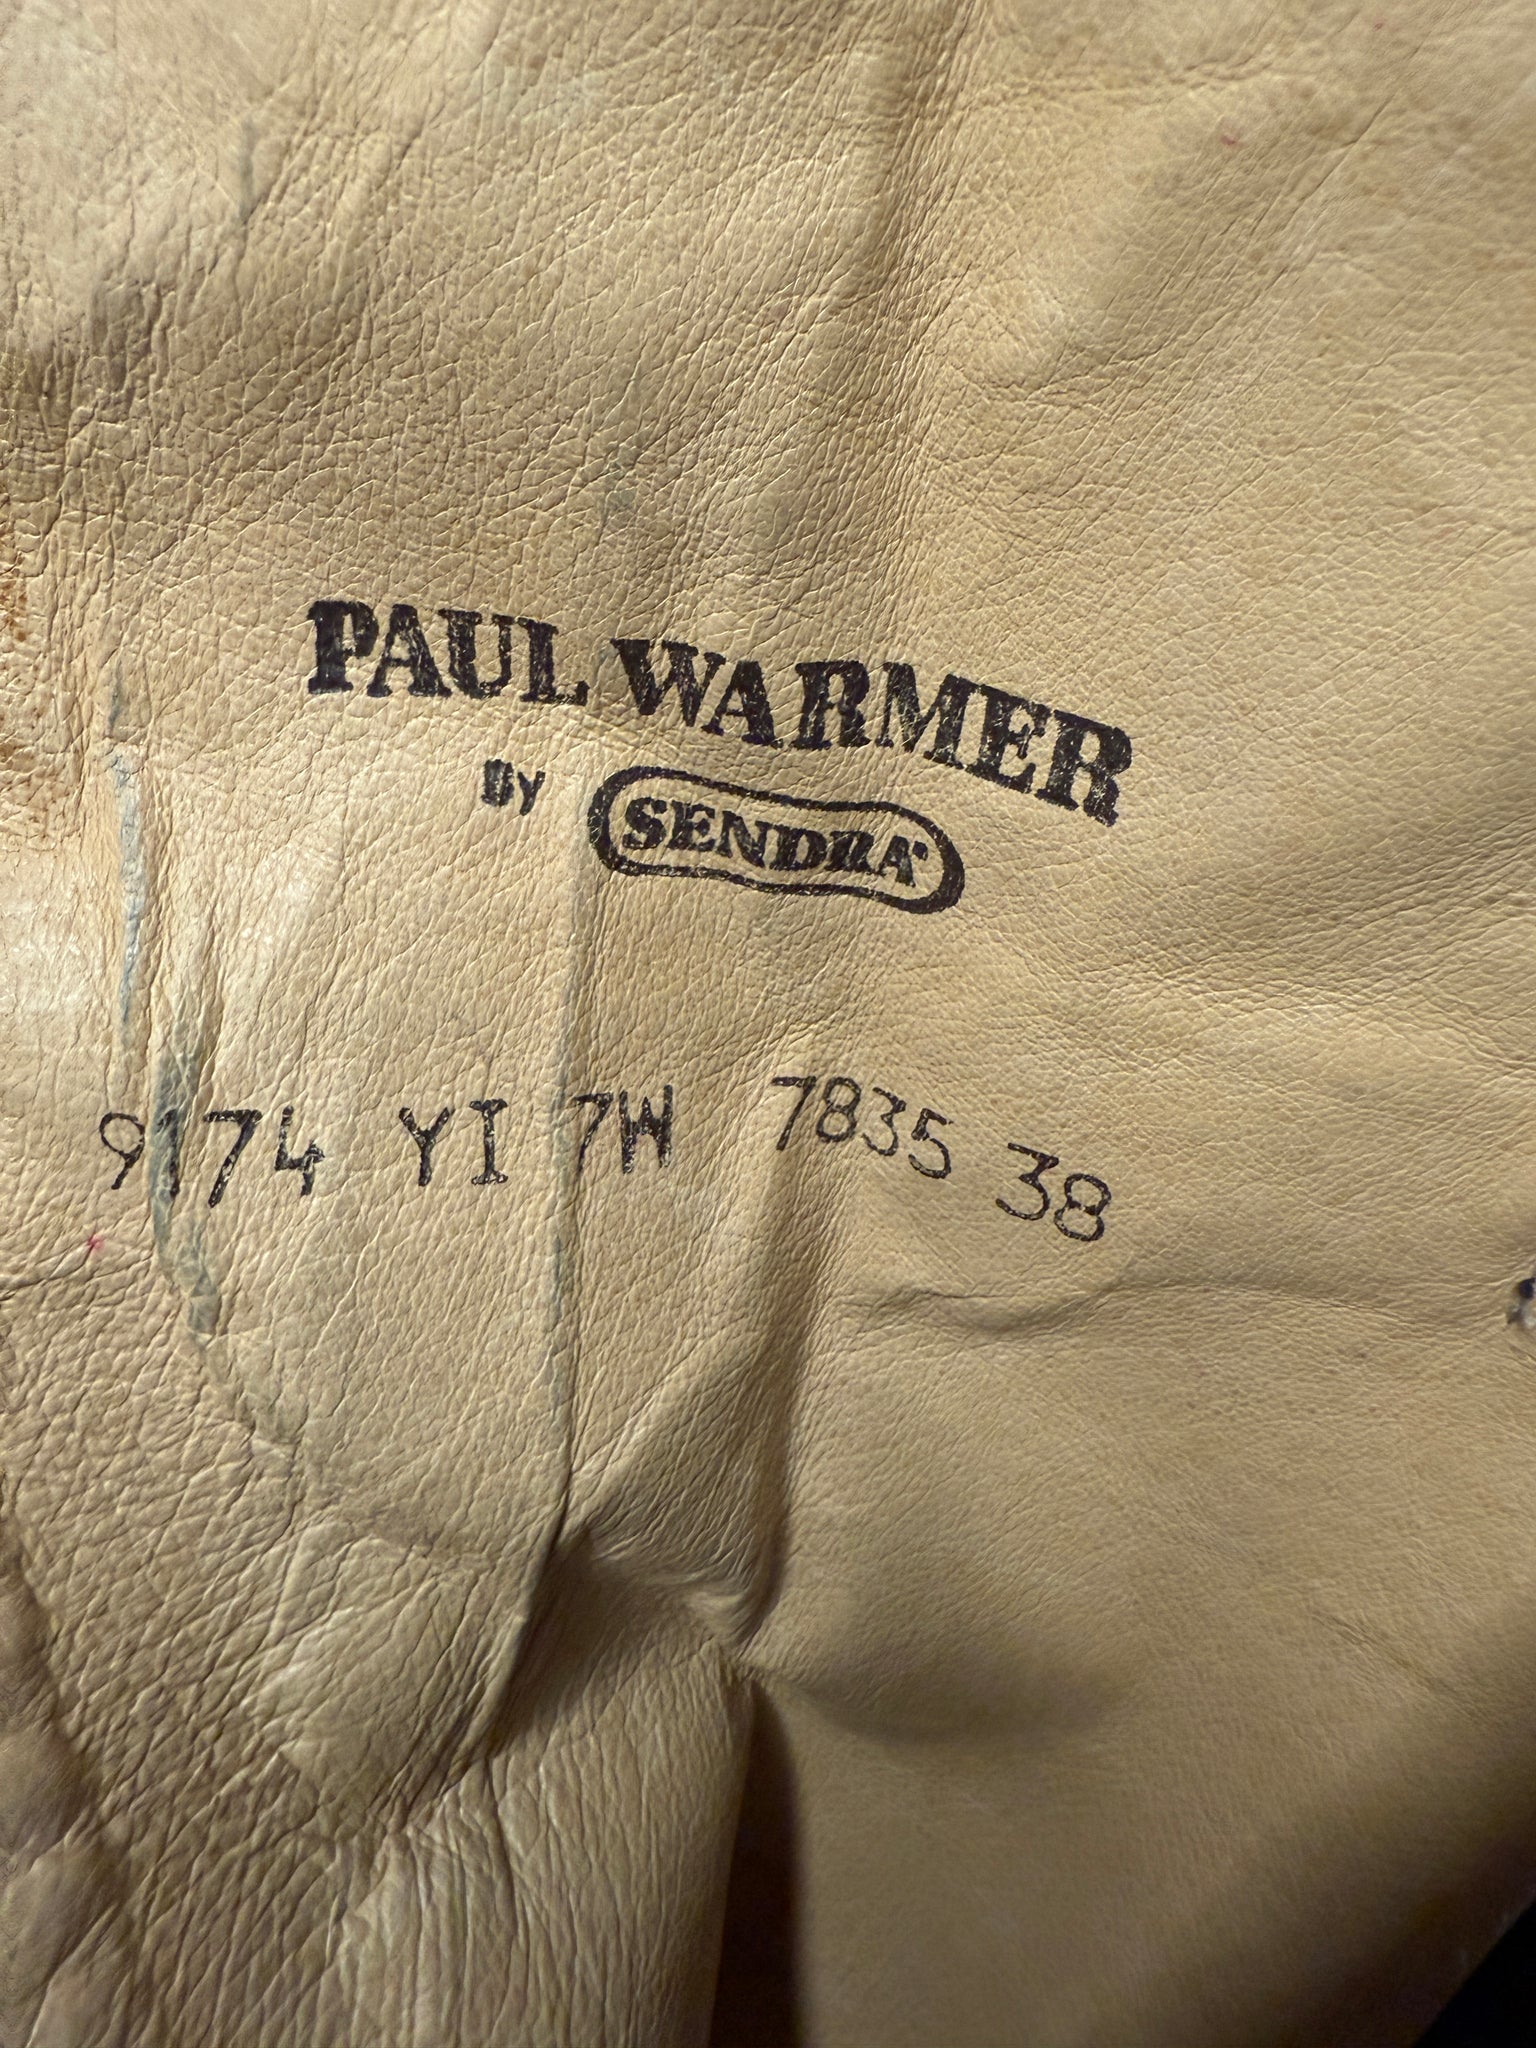 PAUL WARMER
By SENDRA
9174 YI 7W 7835 38